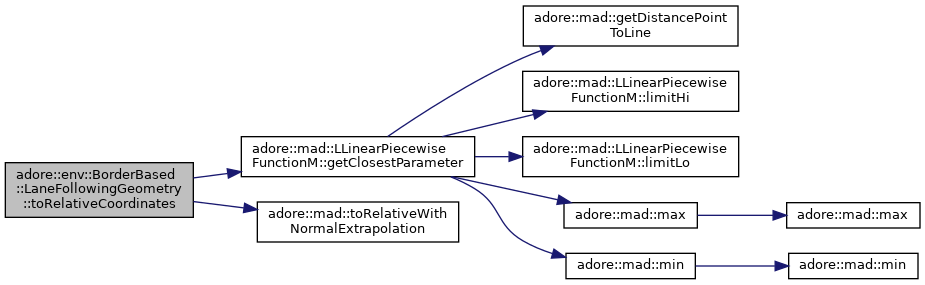 adore::env::BorderBased
::LaneFollowingGeometry
::toRelativeCoordinates
adore::mad::LLinearPiecewise
FunctionM::getClosestParameter
adore::mad::toRelativeWith
NormalExtrapolation
adore::mad::getDistancePoint
ToLine
adore::mad::LLinearPiecewise
FunctionM::limitHi
adore::mad::LLinearPiecewise
FunctionM::limitLo
adore::mad::max
adore::mad::max
adore::mad::min
adore::mad::min